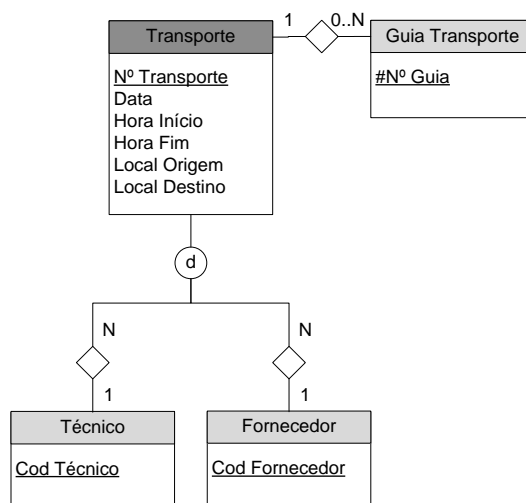 Transporte
1
0..N
Guia Transporte
Nº Transporte
Data
Hora Início
Hora Fim
Local Origem
Local Destino
#Nº Guia
d
N
N
1
1
Técnico
Fornecedor
Cod Técnico
Cod Fornecedor